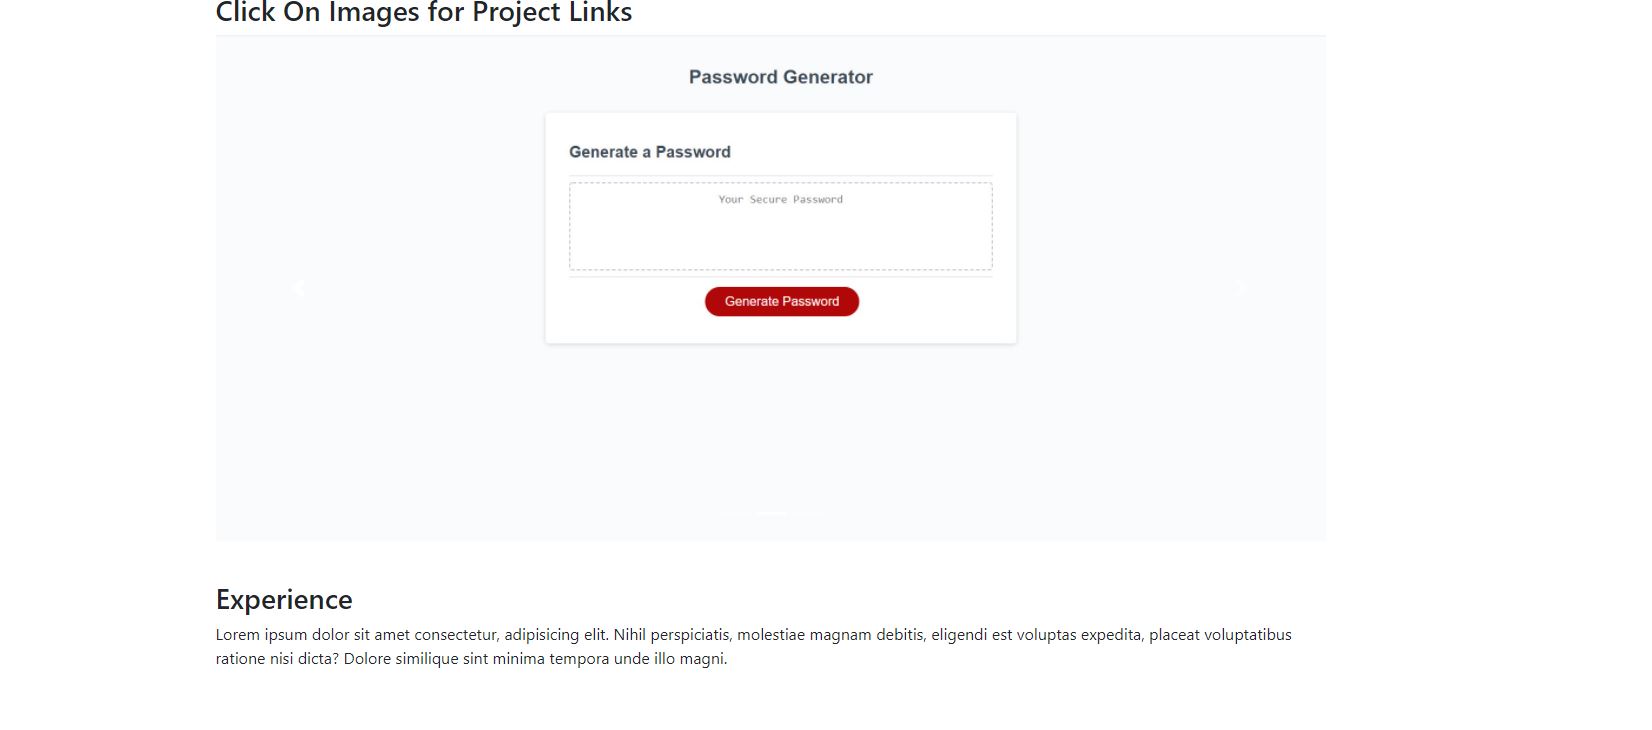 Click On Images for Project Links
Password Generator
Generate a Password
Your Secure Password
Generate Password
Experience
Lorem ipsum dolor sit amet consectetur, adipisicing elit. Nihil perspiciatis, molestiae magnam debitis, eligendi est voluptas expedita, placeat voluptatibus
ratione nisi dicta? Dolore similique sint minima tempora unde illo magni.